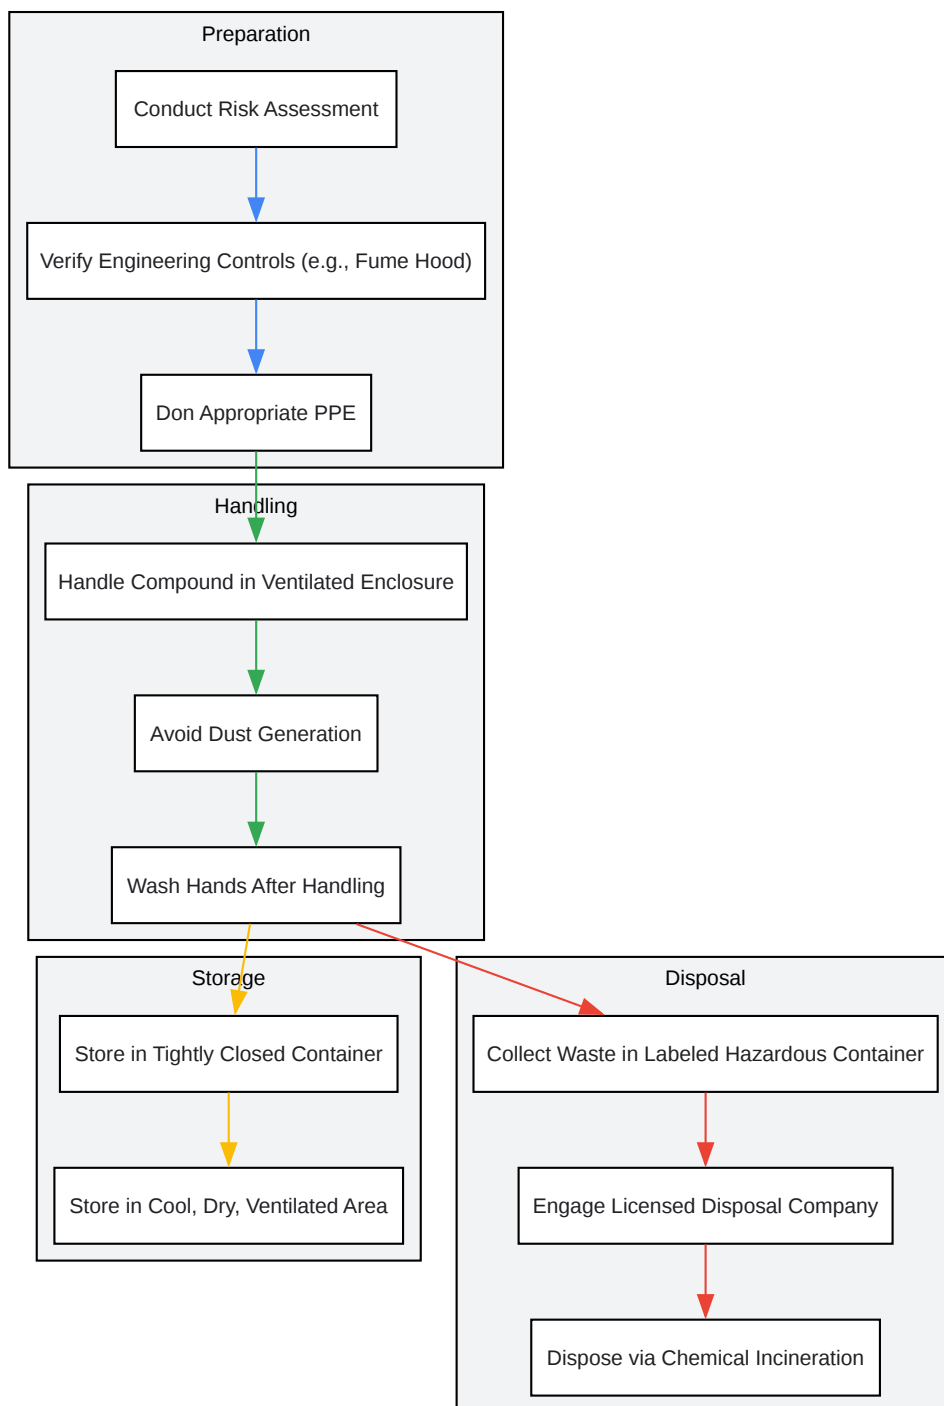 Preparation
Conduct Risk Assessment
Verify Engineering Controls (e.g., Fume Hood)
Don Appropriate PPE
Handling
Handle Compound in Ventilated Enclosure
Avoid Dust Generation
Wash Hands After Handling
Storage
Store in Tightly Closed Container
Store in Cool, Dry, Ventilated Area
Disposal
Collect Waste in Labeled Hazardous Container
Engage Licensed Disposal Company
Dispose via Chemical Incineration